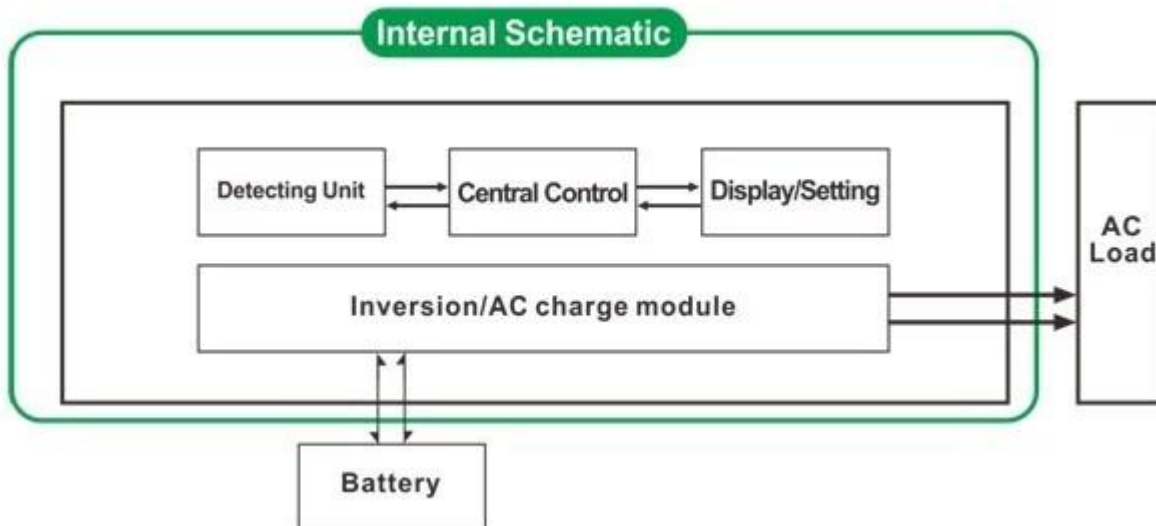 Internal Schematic
Detecting Unit
Central Control
Display/Setting
AC
Load
Inversion/AC charge module
Battery